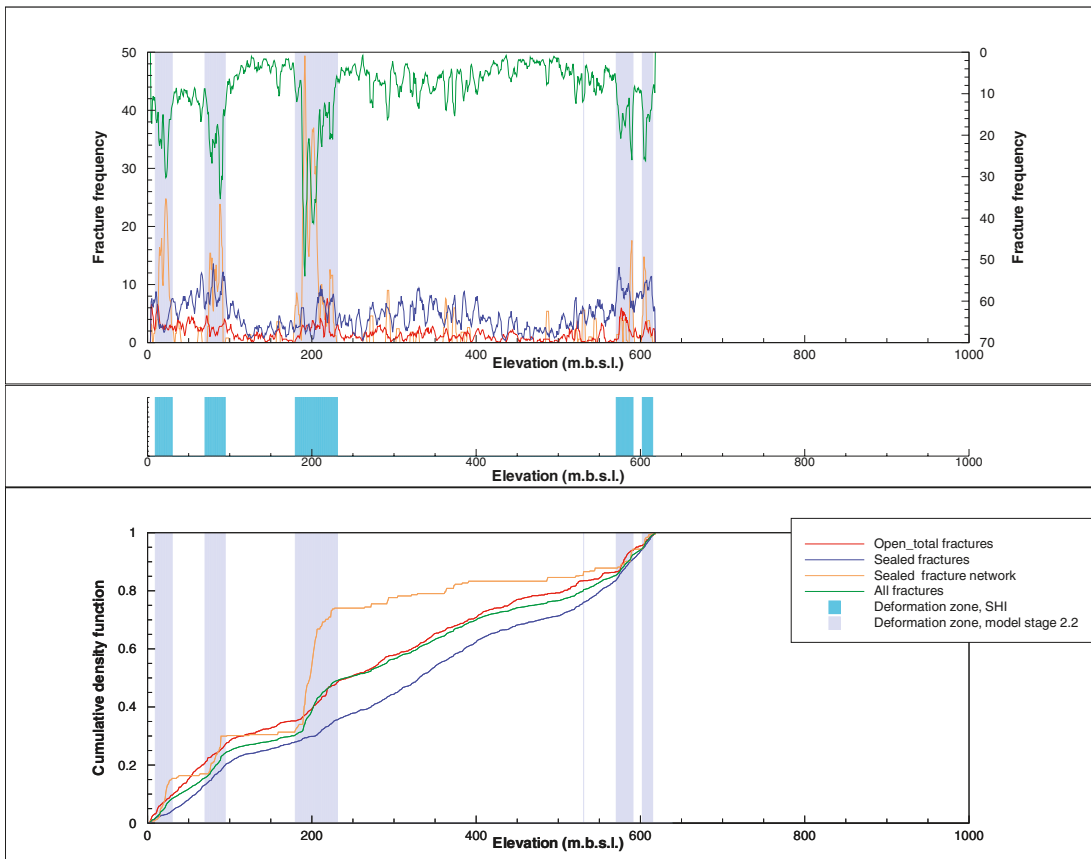 50
40
30
20
10
0
Fracture frequency
0
10
20
30
40
50
60
70
Fracture frequency
0 200 400 600 800 1000
Elevation (m.b.s.l.)
0 200 400 600 800 1000
Elevation (m.b.s.l.)
1
0.8
0.6
0.4
0.2
0
Cumulative density function
0 200 400 600 800 1000
Elevation (m.b.s.l.)
Open_total fractures
Sealed fractures
Sealed fracture network
All fractures
Deformation zone, SHI
Deformation zone, model stage 2.2